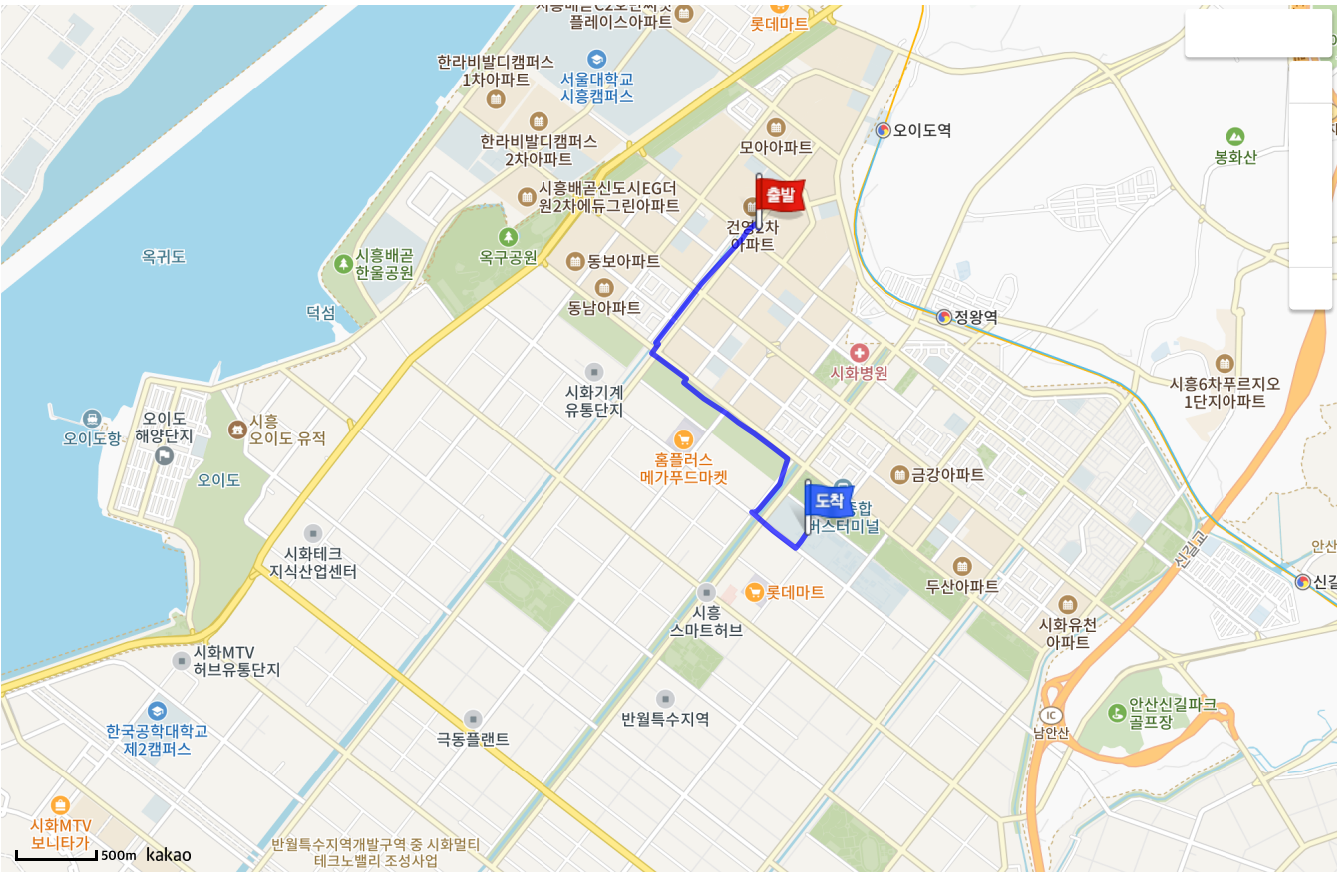 플레이스아파트
롯데마트
한라비발디캠퍼스
1차아파트
서울대학교
시흥캠퍼스
오이도역
한라비발디캠퍼스
2차아파트
모아아파트
봉화산
시흥배곧신도시EG더
원2차에듀그린아파트
출발
건영2차
아파트
옥귀도
시흥배곧
한울공원
옥구공원
동보아파트
동남아파트
덕섬
정왕역
시화병원
시흥6차푸르지오
1단지아파트
시화기계
유통단지
오이도항
오이도
해양단지
시흥
오이도 유적
오이도
홈플러스
메가푸드마켓
금강아파트
도착
종합
버스터미널
신길교
안산
시화테크
지식산업센터
두산아파트
롯데마트
시흥
스마트허브
시화유천
아파트
시화MTV
허브유통단지
반월특수지역
안산신길파크
골프장
IC
남안산
한국공학대학교
제2캠퍼스
극동플랜트
시화MTV
보니타가
반월특수지역개발구역 중 시화멀티
테크노밸리 조성사업
500m kakao